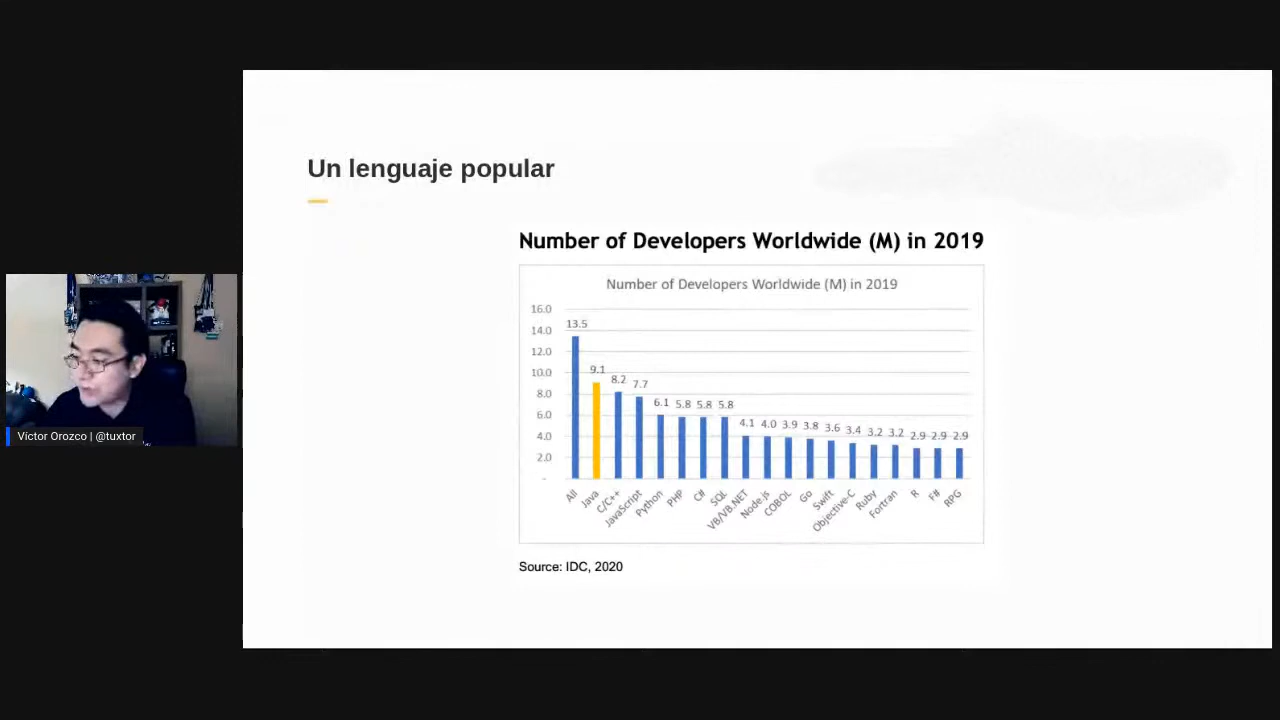 Un lenguaje popular
Number of Developers Worldwide (M) in 2019
Number of Developers Worldwide (M) in 2019
16.0
14.0
12.0
10.0
8.0
6.0
4.0
2.0
-
13.5
9.1
8.2
7.7
6.1
5.8
5.8
5.8
4.1
4.0
3.9
3.8
3.6
3.4
3.2
3.2
2.9
2.9
2.9
All
Java
C/C++
JavaScript
Python
PHP
C#
SQL
VB/VB.NET
Node.js
COBOL
Go
Swift
Objective-C
Ruby
Fortran
R
F#
RPG
Source: IDC, 2020
Víctor Orozco | @tuxtor